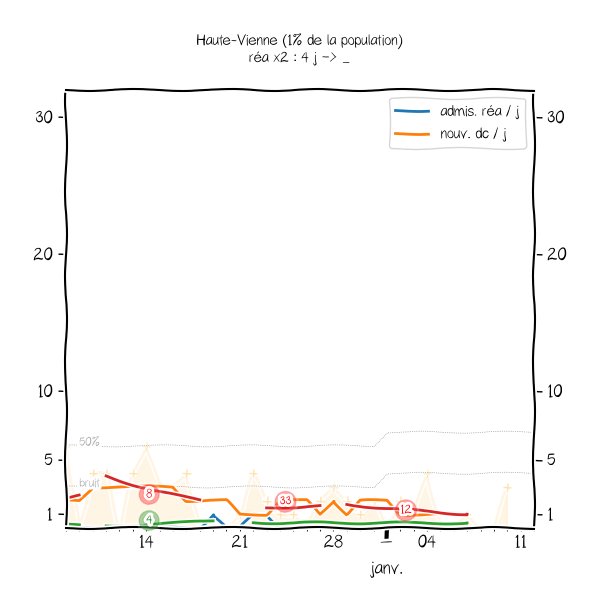 Haute-Vienne (1% de la population)
réa x2 : 4 j -> _
admis. réa / j
nouv. dc / j
30 30
20 20
10 10
50%
5 5
bruit
8 33 12
4
1 1
14 21 28 1 04 11
janv.